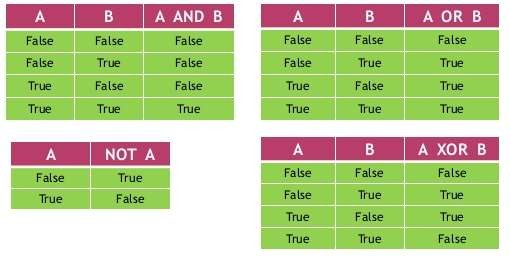 A B A AND B
False False False
False True False
True False False
True True True
A B A OR B
False False False
False True True
True False True
True True True
A NOT A
False True
True False
A B A XOR B
False False False
False True True
True False True
True True False